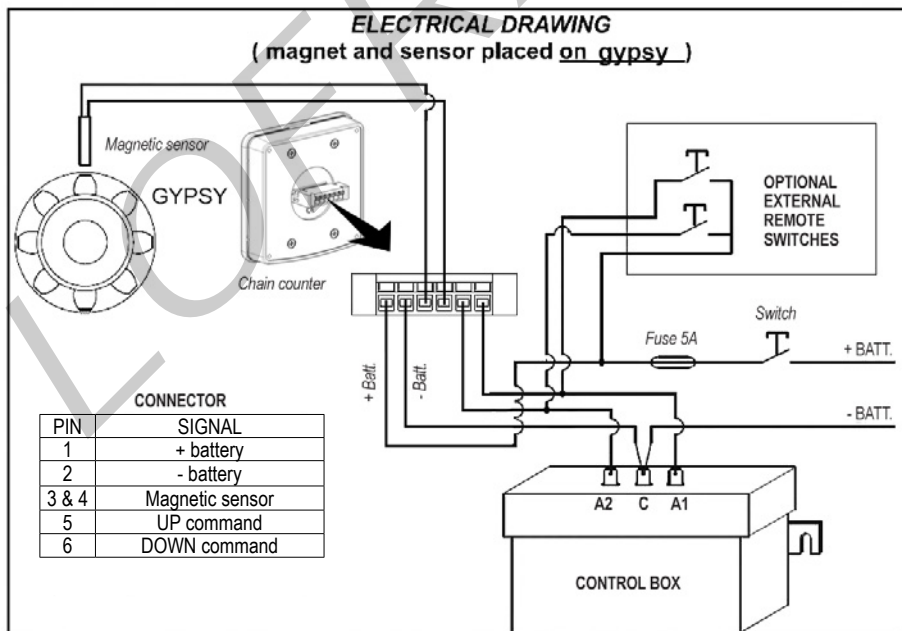 ELECTRICAL DRAWING
( magnet and sensor placed on gypsy )
Magnetic sensor
GYPSY
Chain counter
OPTIONAL
EXTERNAL
REMOTE
SWITCHES
Switch
Fuse 5A
+ BATT.
+ Batt.
- Batt.
- BATT.
CONNECTOR
PIN SIGNAL
1 + battery
2 - battery
3 & 4 Magnetic sensor
5 UP command
6 DOWN command
A2 C A1
CONTROL BOX